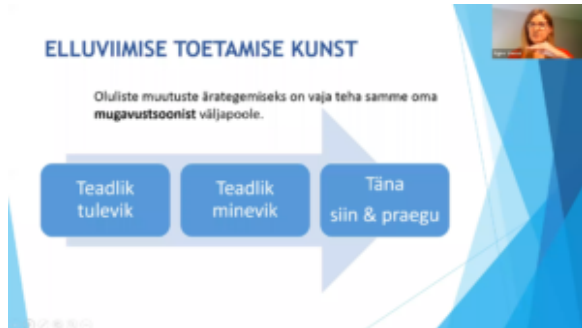 ELLUVIIMISE TOETAMISE KUNST
Oluliste muutuste ärategemiseks on vaja teha samme oma
mugavustsoonist väljapoole.
Teadlik
tulevik
Teadlik
minevik
Täna
siin & praegu